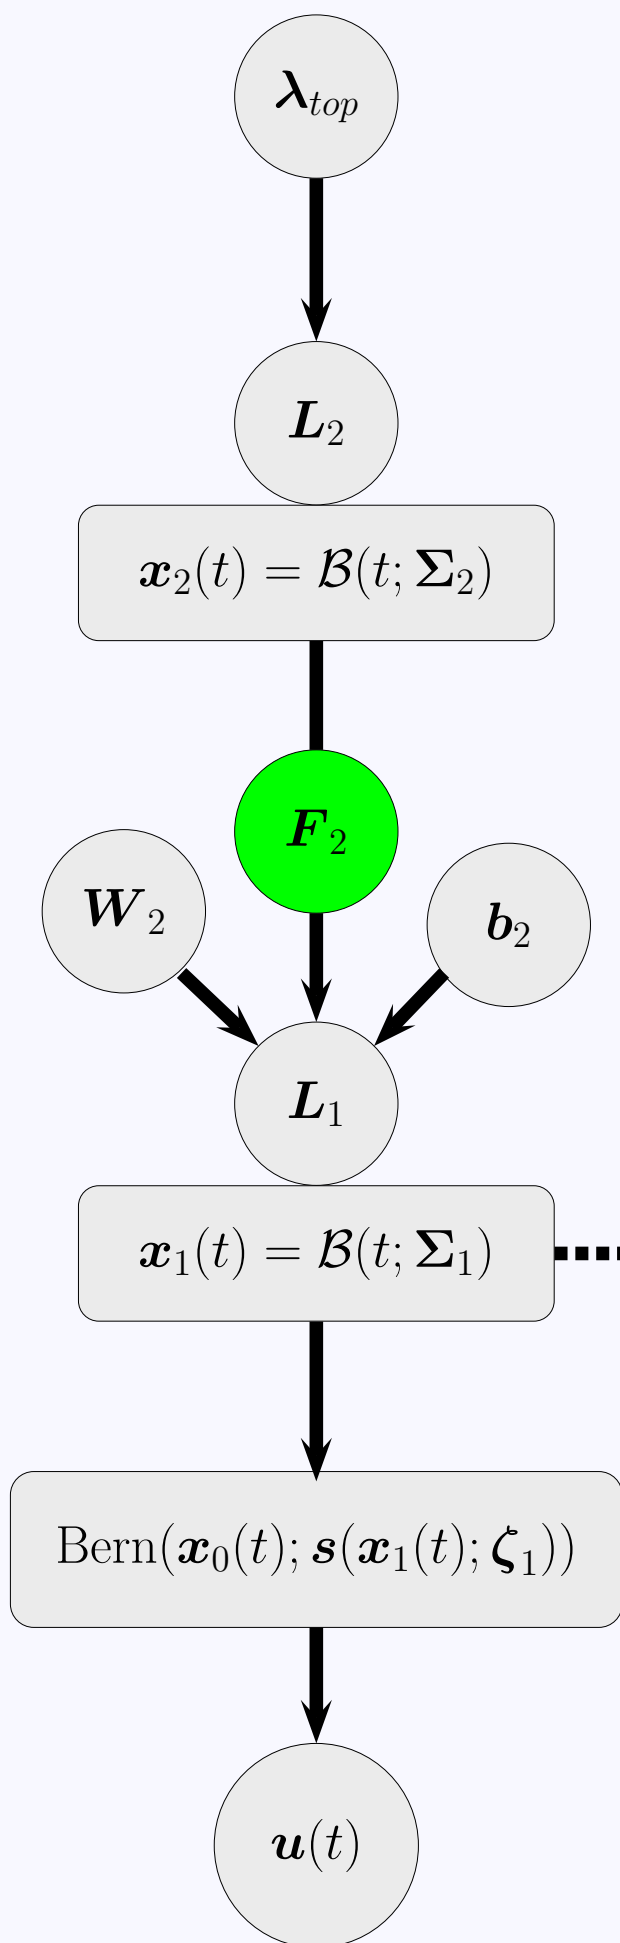 λ_top
L_2
x_2(t) = ℬ(t; Σ_2)
F_2
W_2
b_2
L_1
x_1(t) = ℬ(t; Σ_1)
Bern(x_0(t); s(x_1(t); ζ_1))
u(t)